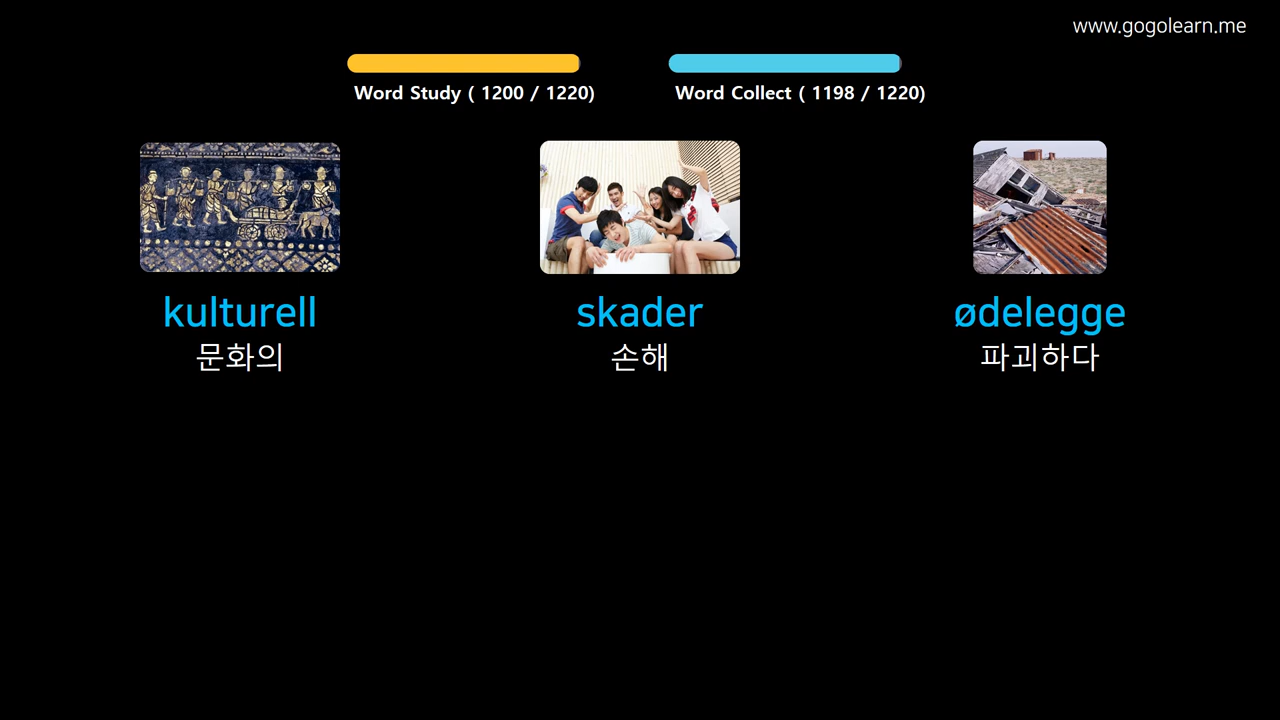 www.gogolearn.me
Word Study ( 1200 / 1220)
Word Collect ( 1198 / 1220)
kulturell
문화의
skader
손해
ødelegge
파괴하다